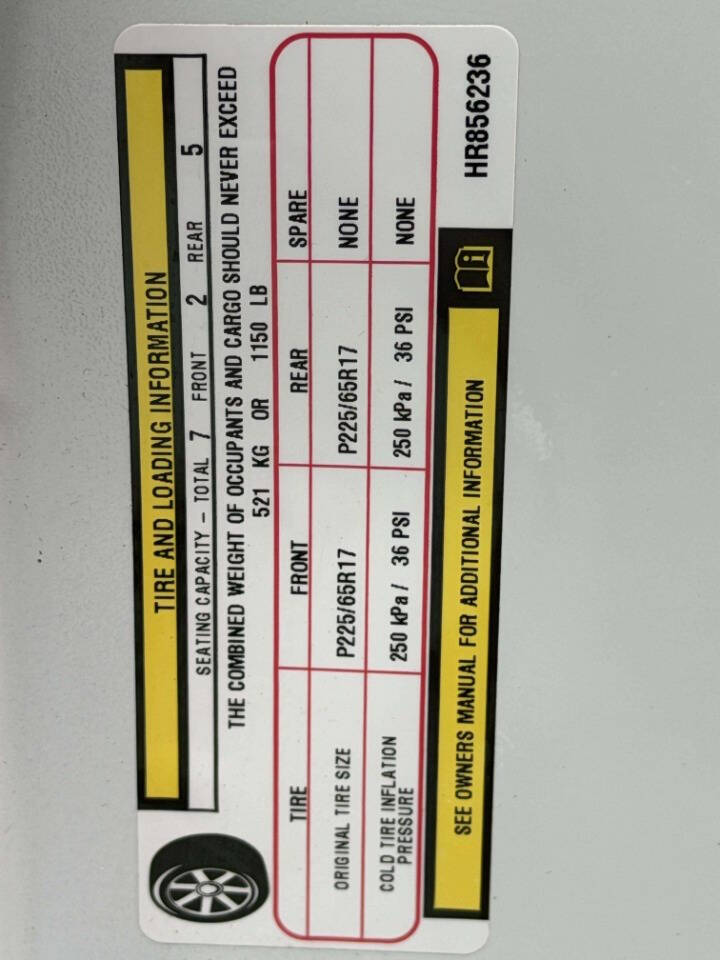 TIRE AND LOADING INFORMATION
SEATING CAPACITY – TOTAL 7 FRONT 2 REAR 5
THE COMBINED WEIGHT OF OCCUPANTS AND CARGO SHOULD NEVER EXCEED
521 KG OR 1150 LB
TIRE FRONT REAR SPARE
ORIGINAL TIRE SIZE P225/65R17 P225/65R17 NONE
COLD TIRE INFLATION
PRESSURE 250 kPa / 36 PSI 250 kPa / 36 PSI NONE
SEE OWNERS MANUAL FOR ADDITIONAL INFORMATION
HR856236